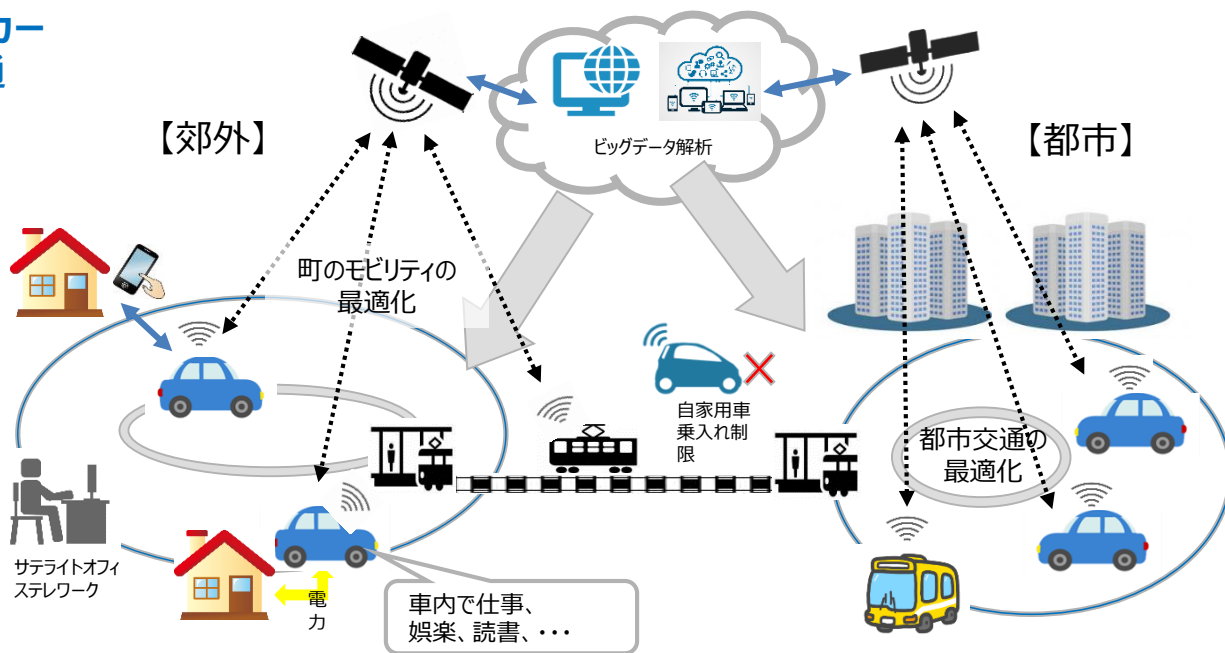 カー
通
【郊外】
ビッグデータ解析
【都市】
町のモビリティの
最適化
自家用車
乗入れ制
限
都市交通の
最適化
サテライトオフィ
ステレワーク
電
力
車内で仕事、
娯楽、読書、・・・